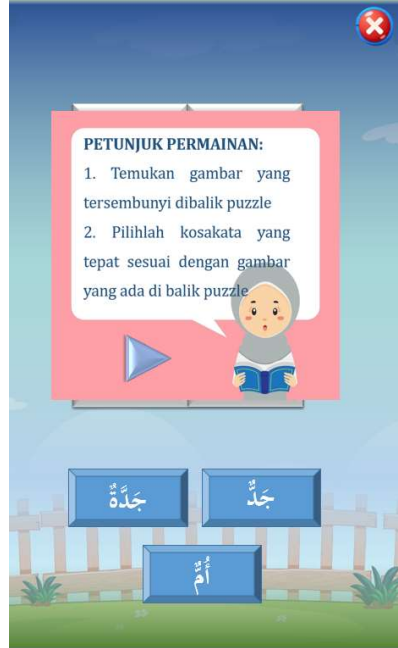 PETUNJUK PERMAINAN:
1. Temukan gambar yang
tersembunyi dibalik puzzle
2. Pilihlah kosakata yang
tepat sesuai dengan gambar
yang ada di balik puzzle
جَدَّةٌ
جَدٌّ
أُمٌّ